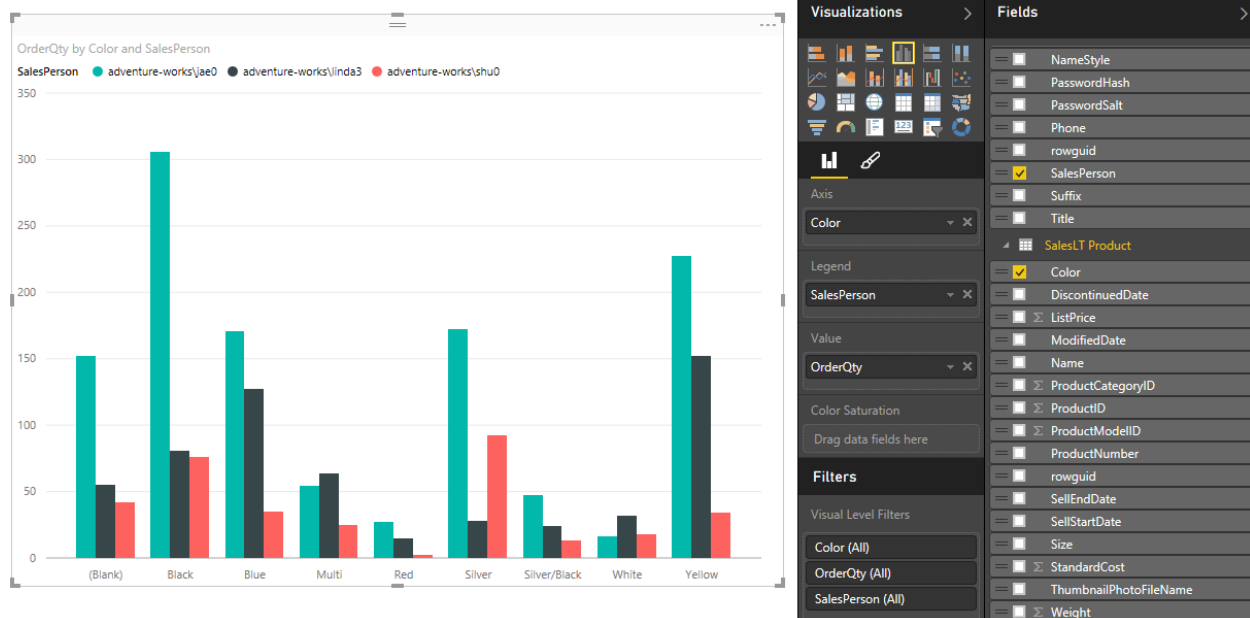 OrderQty by Color and SalesPerson
SalesPerson adventure-works\jae0 adventure-works\linda3 adventure-works\shu0
350
300
250
200
150
100
50
0
(Blank) Black Blue Multi Red Silver Silver/Black White Yellow
Visualizations
123
Axis
Color
Legend
SalesPerson
Value
OrderQty
Color Saturation
Drag data fields here
Filters
Visual Level Filters
Color (All)
OrderQty (All)
SalesPerson (All)
Fields
NameStyle
PasswordHash
PasswordSalt
Phone
rowguid
SalesPerson
Suffix
Title
SalesLT Product
Color
DiscontinuedDate
Σ ListPrice
ModifiedDate
Name
Σ ProductCategoryID
Σ ProductID
Σ ProductModelID
ProductNumber
rowguid
SellEndDate
SellStartDate
Size
Σ StandardCost
ThumbnailPhotoFileName
Σ Weight